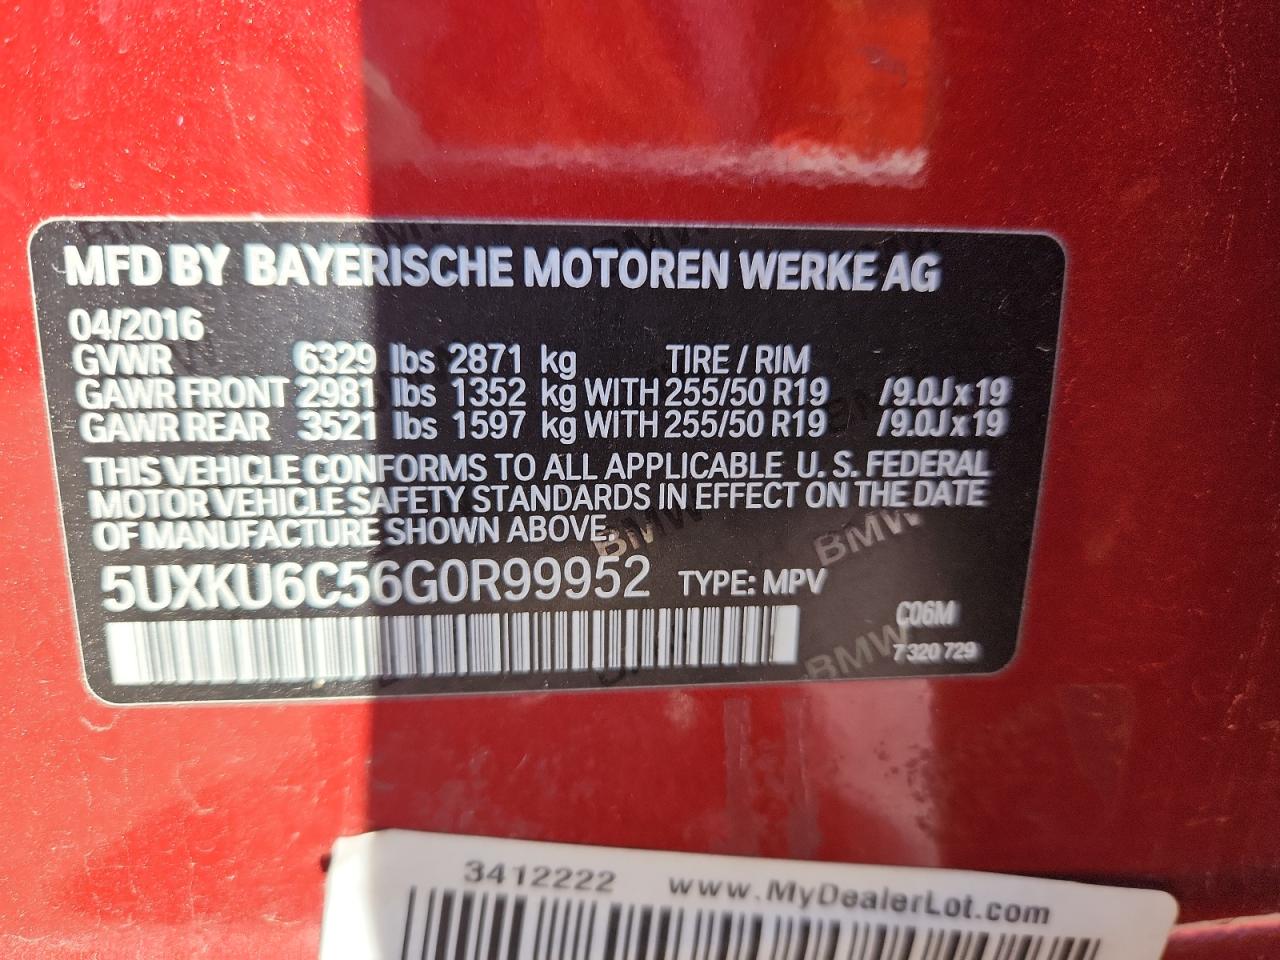 MFD BY BAYERISCHE MOTOREN WERKE AG
04/2016
GVWR 6329 lbs 2871 kg TIRE / RIM
GAWR FRONT 2981 lbs 1352 kg WITH 255/50 R19 /9.0J x 19
GAWR REAR 3521 lbs 1597 kg WITH 255/50 R19 /9.0J x 19
THIS VEHICLE CONFORMS TO ALL APPLICABLE U. S. FEDERAL
MOTOR VEHICLE SAFETY STANDARDS IN EFFECT ON THE DATE
OF MANUFACTURE SHOWN ABOVE.
BMW BMW
5UXKU6C56G0R99952 TYPE: MPV
C06M
BMW 7 320 729
3412222 www.MyDealerLot.com